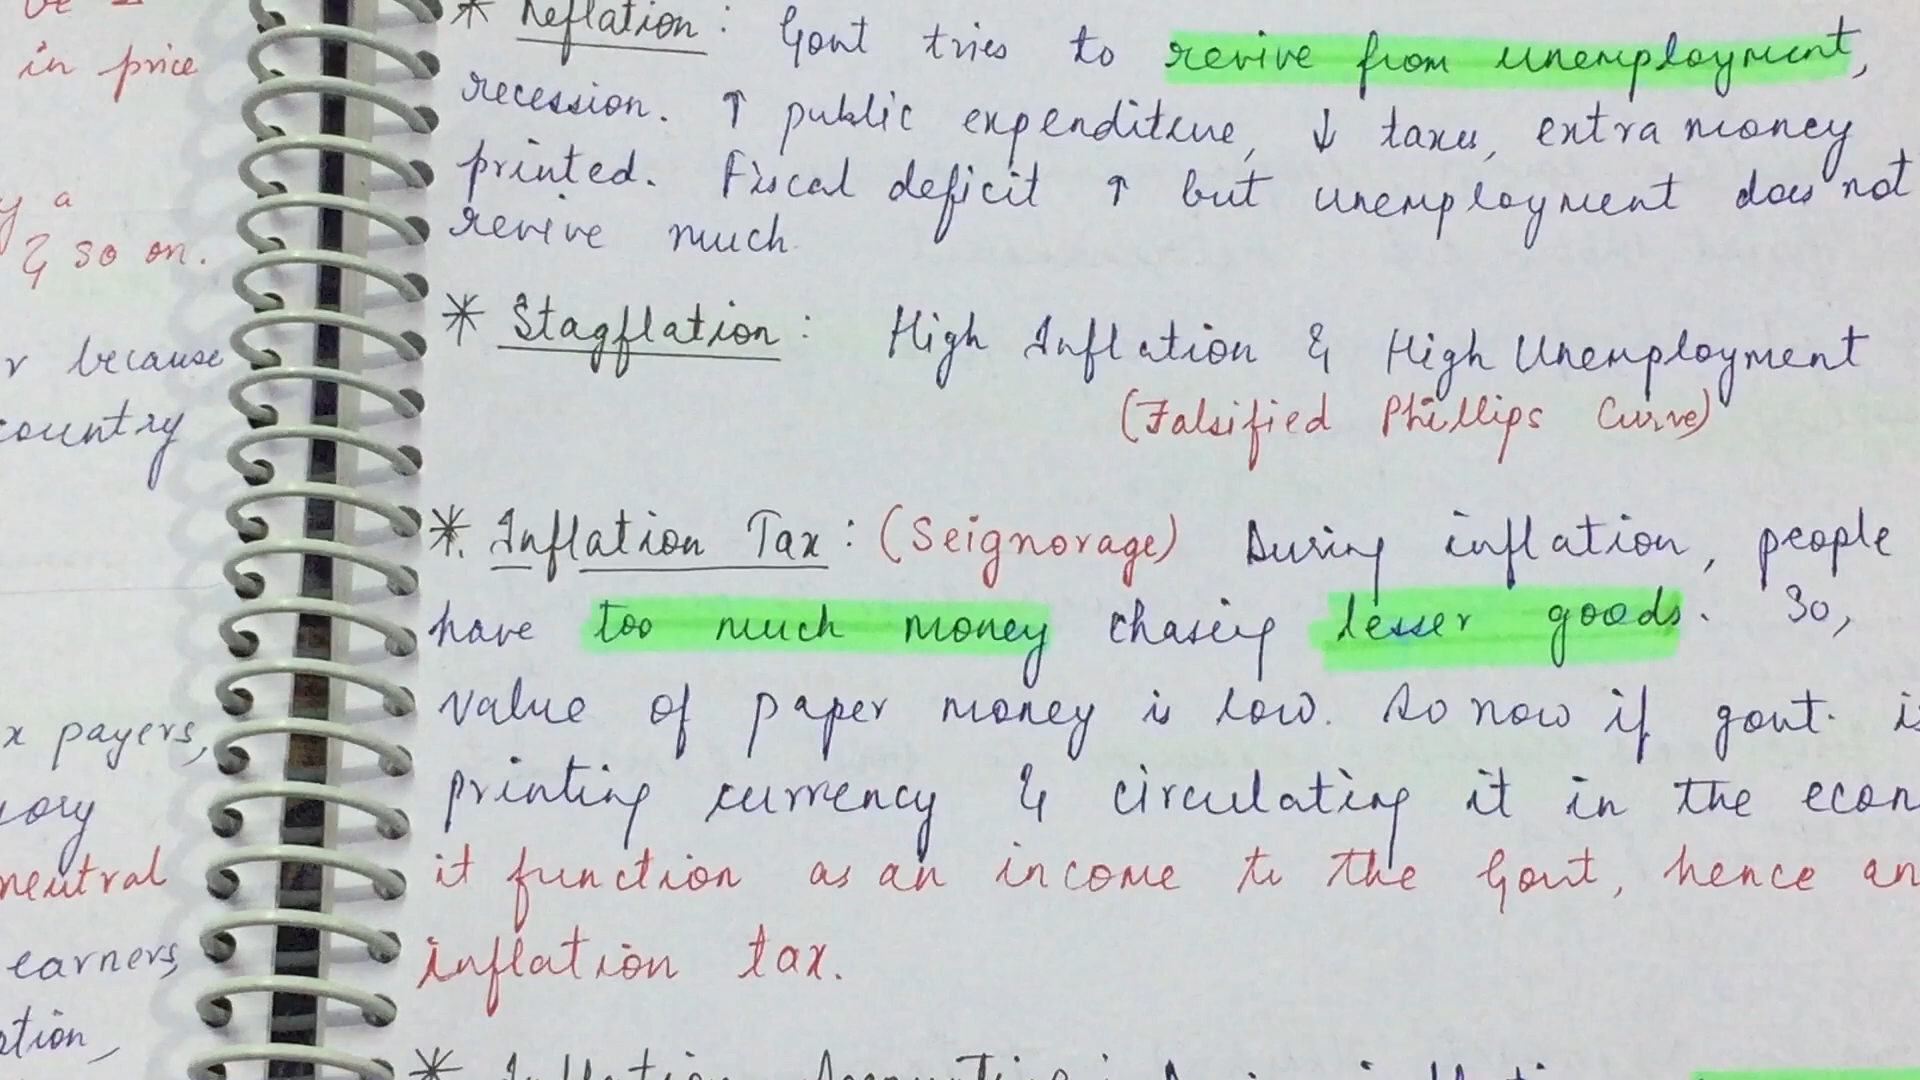 in price
a
& so on.
because
country
x payers,
neutral
earners,
* Reflation : Govt tries to revive from unemployment,
recession. ↑ public expenditure, ↓ taxes, extra money
printed. Fiscal deficit ↑ but unemployment does not
revive much.
* Stagflation : High Inflation & High Unemployment
(Falsified Phillips Curve)
*. Inflation Tax : (Seignorage) During inflation, people
have too much money chasing lesser goods. So,
value of paper money is low. So now if govt. is
printing currency & circulating it in the econ
it function as an income to the Govt, hence an
inflation tax.
* Inflation Accounting :